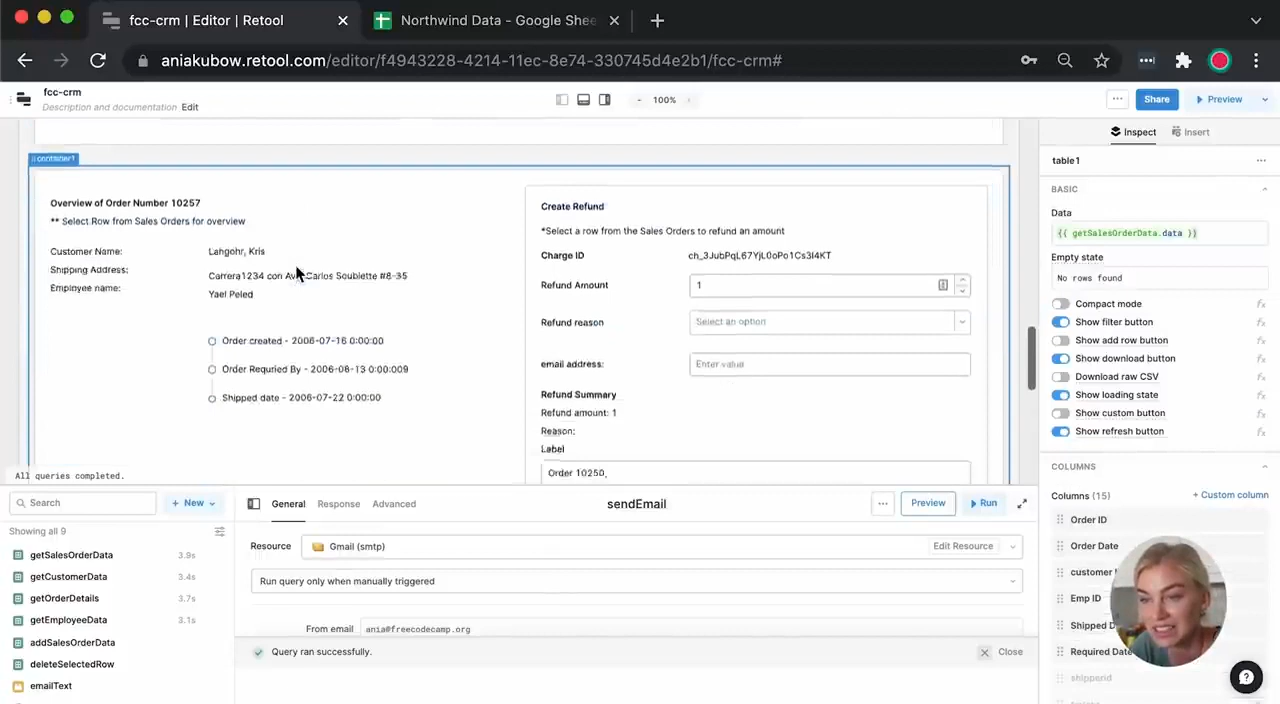 fcc-crm | Editor | Retool
Northwind Data - Google Shee
aniakubow.retool.com/editor/f4943228-4214-11ec-8e74-330745d4e2b1/fcc-crm#
fcc-crm
Description and documentation Edit
- 100%
Share
Preview
Inspect
Insert
container1
table1
BASIC
Data
{{ getSalesOrderData.data }}
Empty state
No rows found
Compact mode
Show filter button
Show add row button
Show download button
Download raw CSV
Show loading state
Show custom button
Show refresh button
COLUMNS
Columns (15)
+ Custom column
Order ID
Order Date
customer
Emp ID
Shipped D
Required Date
shipperid
Overview of Order Number 10257
** Select Row from Sales Orders for overview
Customer Name: Langohr, Kris
Shipping Address: Carrera1234 con Ave Carlos Soublette #8-35
Employee name: Yael Peled
Order created - 2006-07-16 0:00:00
Order Requried By - 2006-08-13 0:00:009
Shipped date - 2006-07-22 0:00:00
Create Refund
*Select a row from the Sales Orders to refund an amount
Charge ID
Refund Amount 1
Refund reason Select an option
email address: Enter value
Refund Summary
Refund amount: 1
Reason:
Label
Order 10250,
All queries completed.
Search
+ New
Showing all 9
getSalesOrderData 3.9s
getCustomerData 3.4s
getOrderDetails 3.7s
getEmployeeData 3.1s
addSalesOrderData
deleteSelectedRow
emailText
General
Response
Advanced
sendEmail
Preview
Run
Resource
Gmail (smtp)
Edit Resource
Run query only when manually triggered
From email ania@freecodecamp.org
Query ran successfully.
Close